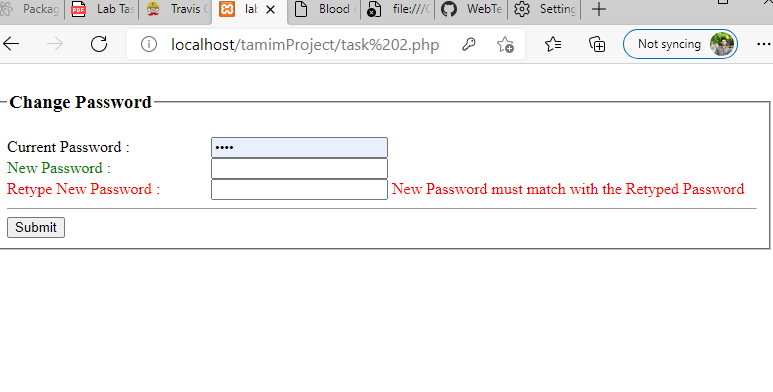 Packag
Lab Tas
Travis C
lab
Blood
file:///C
WebTe
Setting
localhost/tamimProject/task%202.php
Not syncing
Change Password
Current Password : ••••
New Password :
Retype New Password : New Password must match with the Retyped Password
Submit